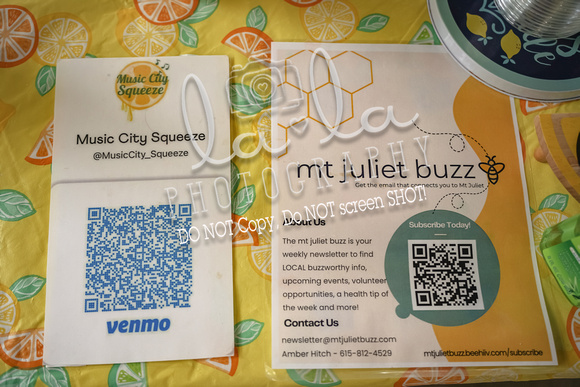 Music City
Squeeze
Music City Squeeze
@MusicCity_Squeeze
venmo
la la
PHOTOGRAPHY
DO NOT Copy. Do NOT screen SHOT!
mt juliet buzz
Get the email that connects you to Mt Juliet
About Us
The mt juliet buzz is your
weekly newsletter to find
LOCAL buzzworthy info,
upcoming events, volunteer
opportunities, a health tip of
the week and more!
Contact Us
newsletter@mtjulietbuzz.com
Amber Hitch - 615-812-4529
Subscribe Today!
mtjulietbuzz.beehiiv.com/subscribe